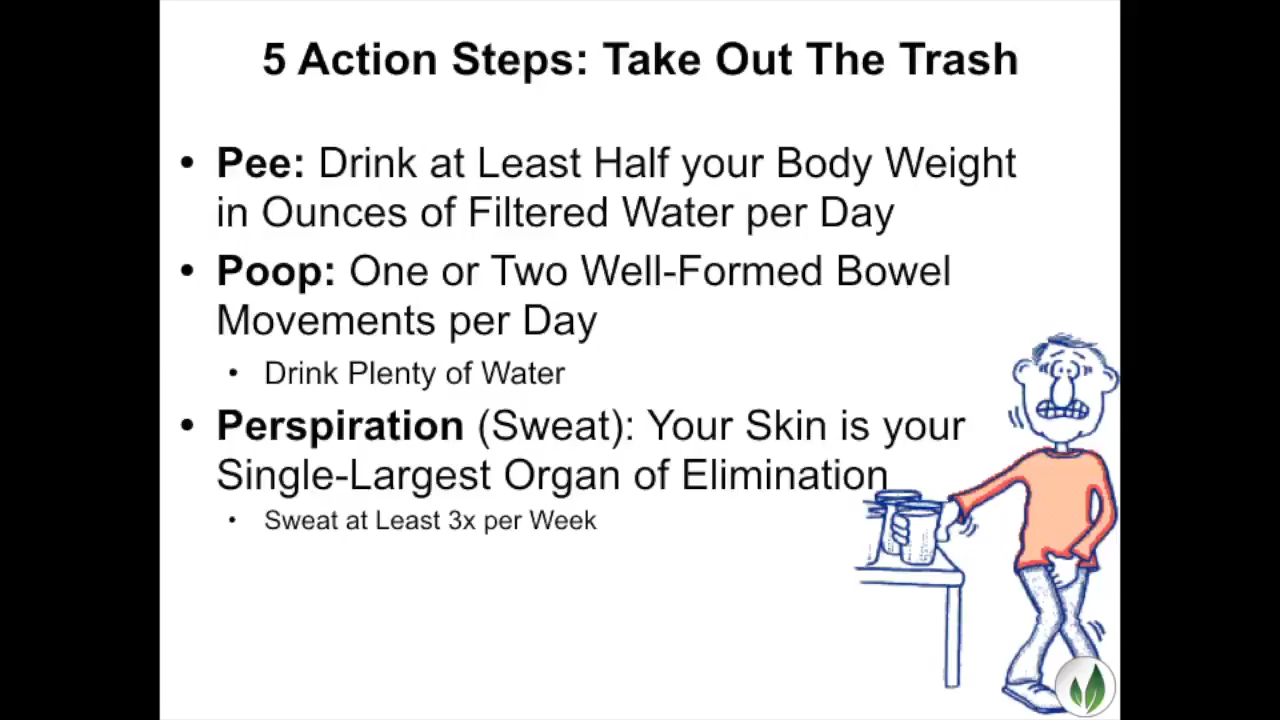 5 Action Steps: Take Out The Trash
• Pee: Drink at Least Half your Body Weight
in Ounces of Filtered Water per Day
• Poop: One or Two Well-Formed Bowel
Movements per Day
• Drink Plenty of Water
• Perspiration (Sweat): Your Skin is your
Single-Largest Organ of Elimination
• Sweat at Least 3x per Week